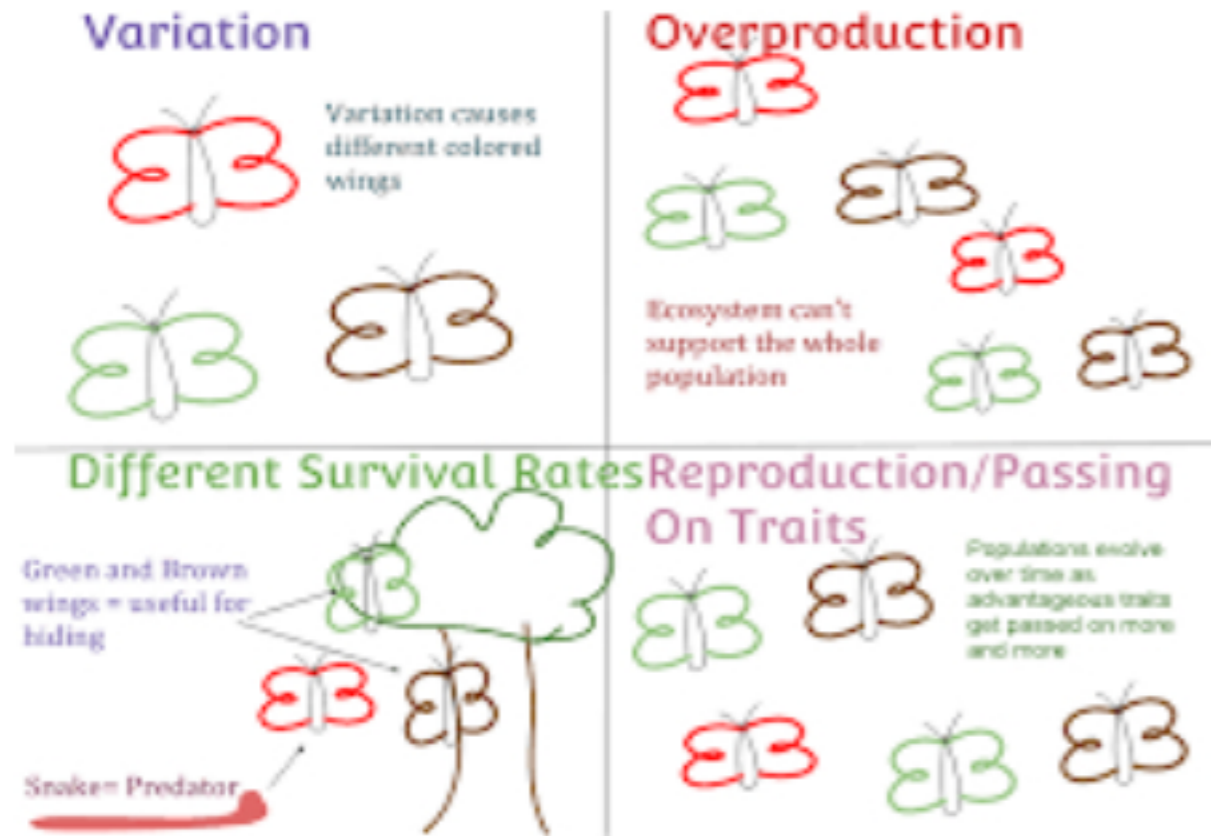 Variation
Variation causes
different colored
wings
Overproduction
Ecosystem can't
support the whole
population
Different Survival Rates
Green and Brown
wings = useful for
hiding
Snake= Predator
Reproduction/Passing
On Traits
Populations evolve
over time as
advantageous traits
get passed on more
and more